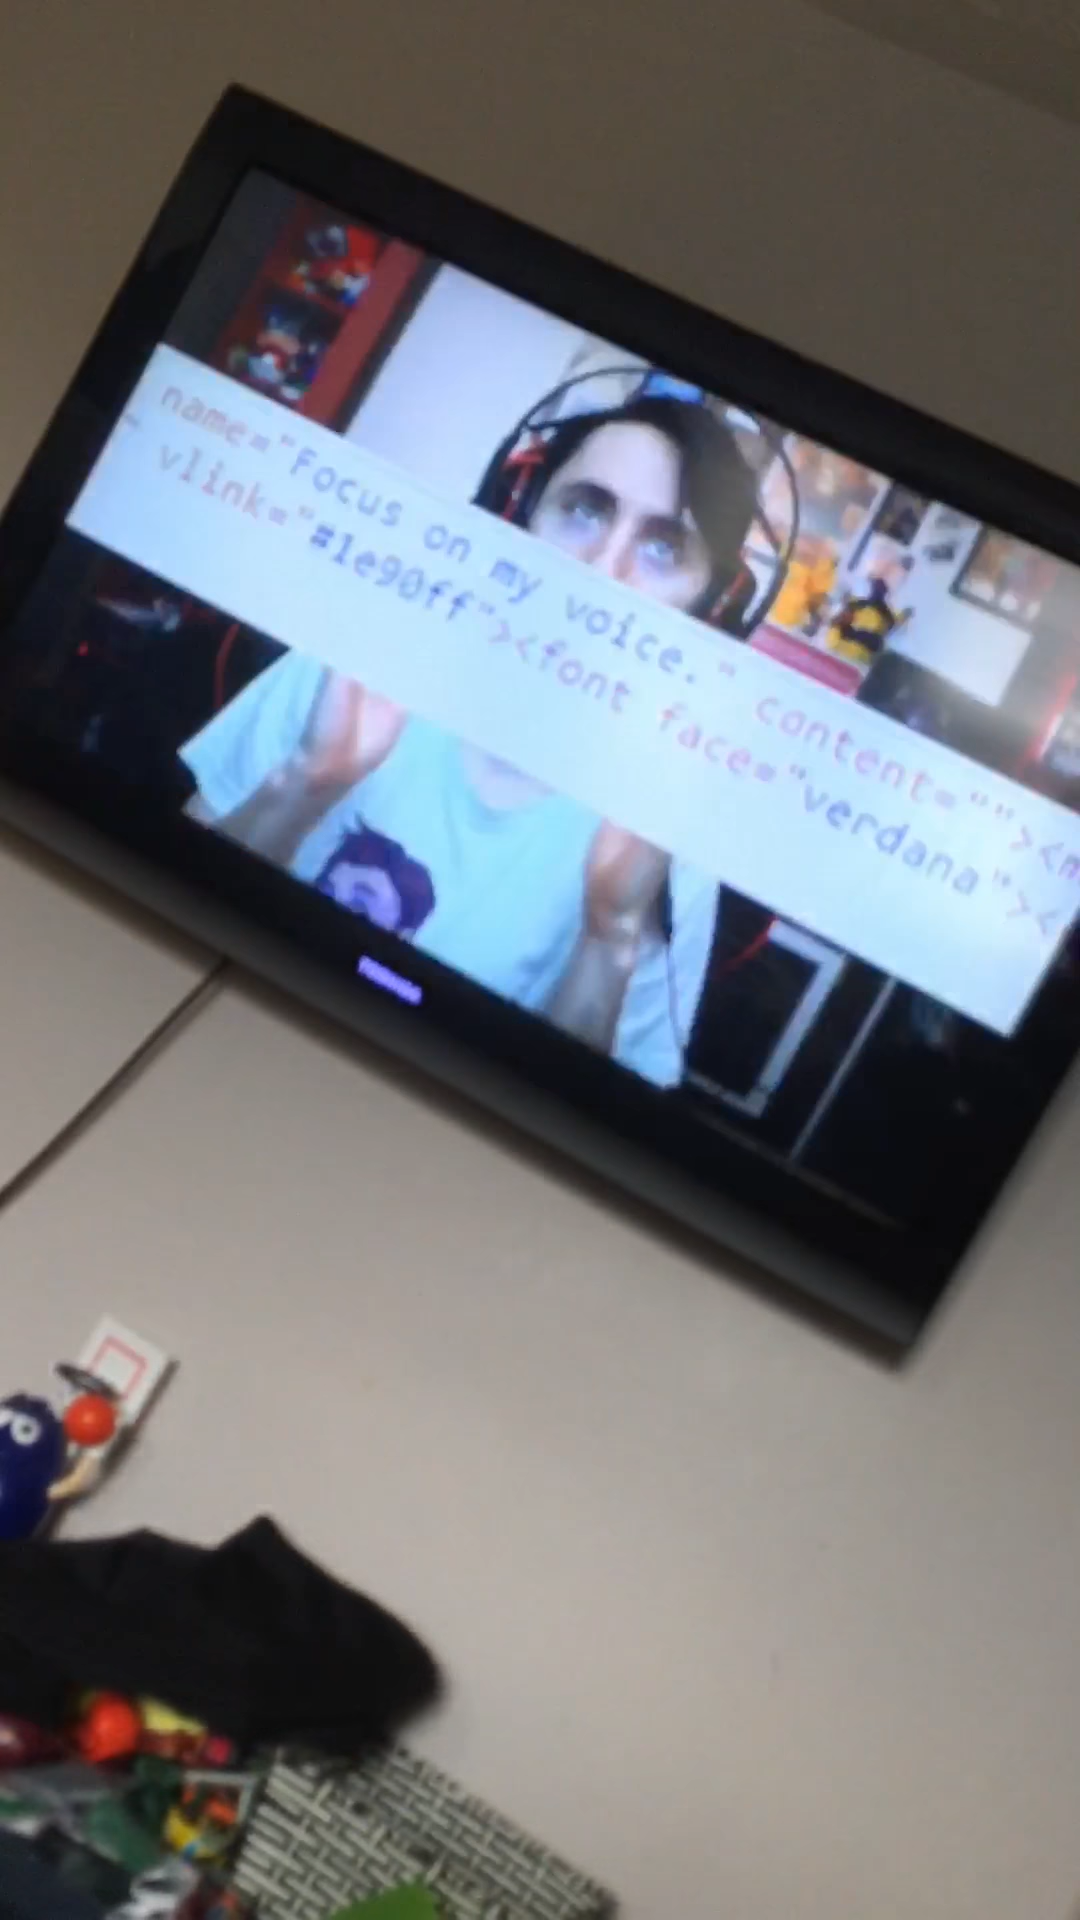 name="Focus on my voice." content=""><m
vlink="#1e90ff"><font face="verdana"><